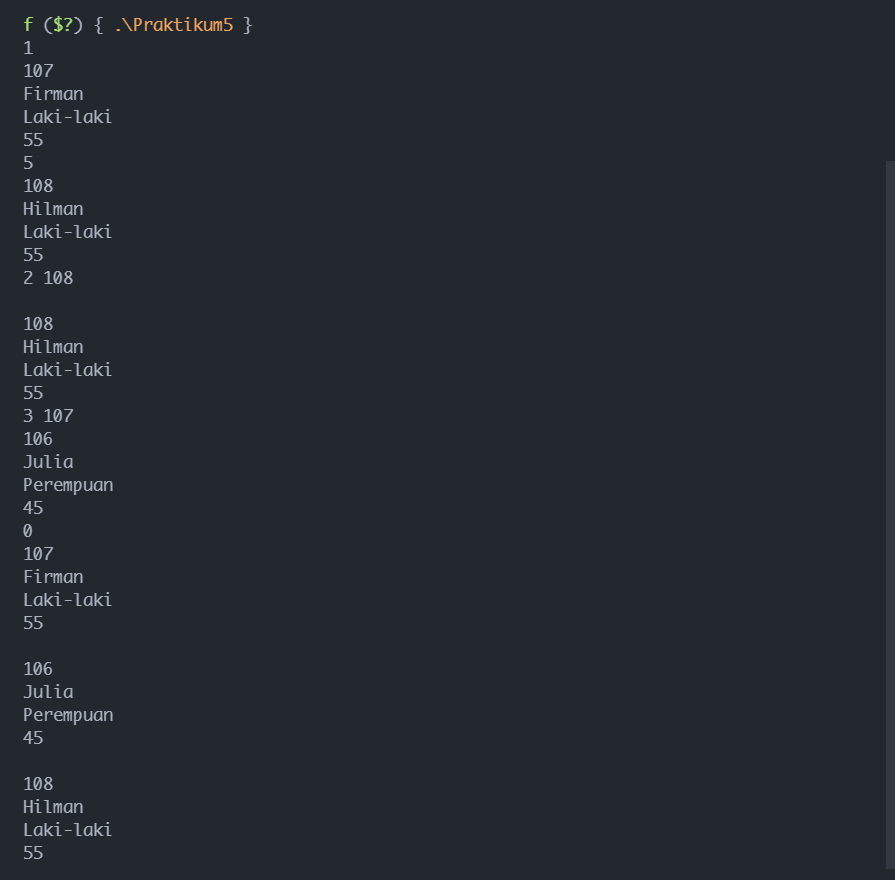 f ($?) { .\Praktikum5 }
1
107
Firman
Laki-laki
55
5
108
Hilman
Laki-laki
55
2 108
108
Hilman
Laki-laki
55
3 107
106
Julia
Perempuan
45
0
107
Firman
Laki-laki
55
106
Julia
Perempuan
45
108
Hilman
Laki-laki
55